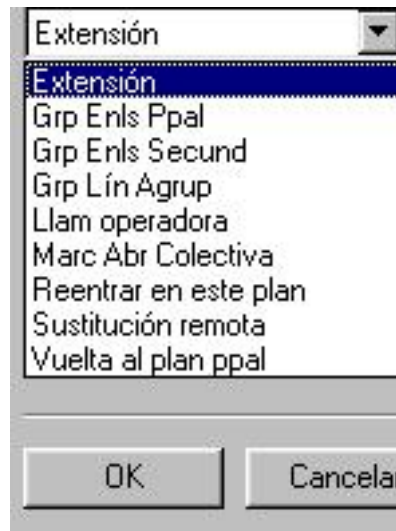 Extensión
Extensión
Grp Enls Ppal
Grp Enls Secund
Grp Lín Agrup
Llam operadora
Marc Abr Colectiva
Reentrar en este plan
Sustitución remota
Vuelta al plan ppal
OK Cancelar